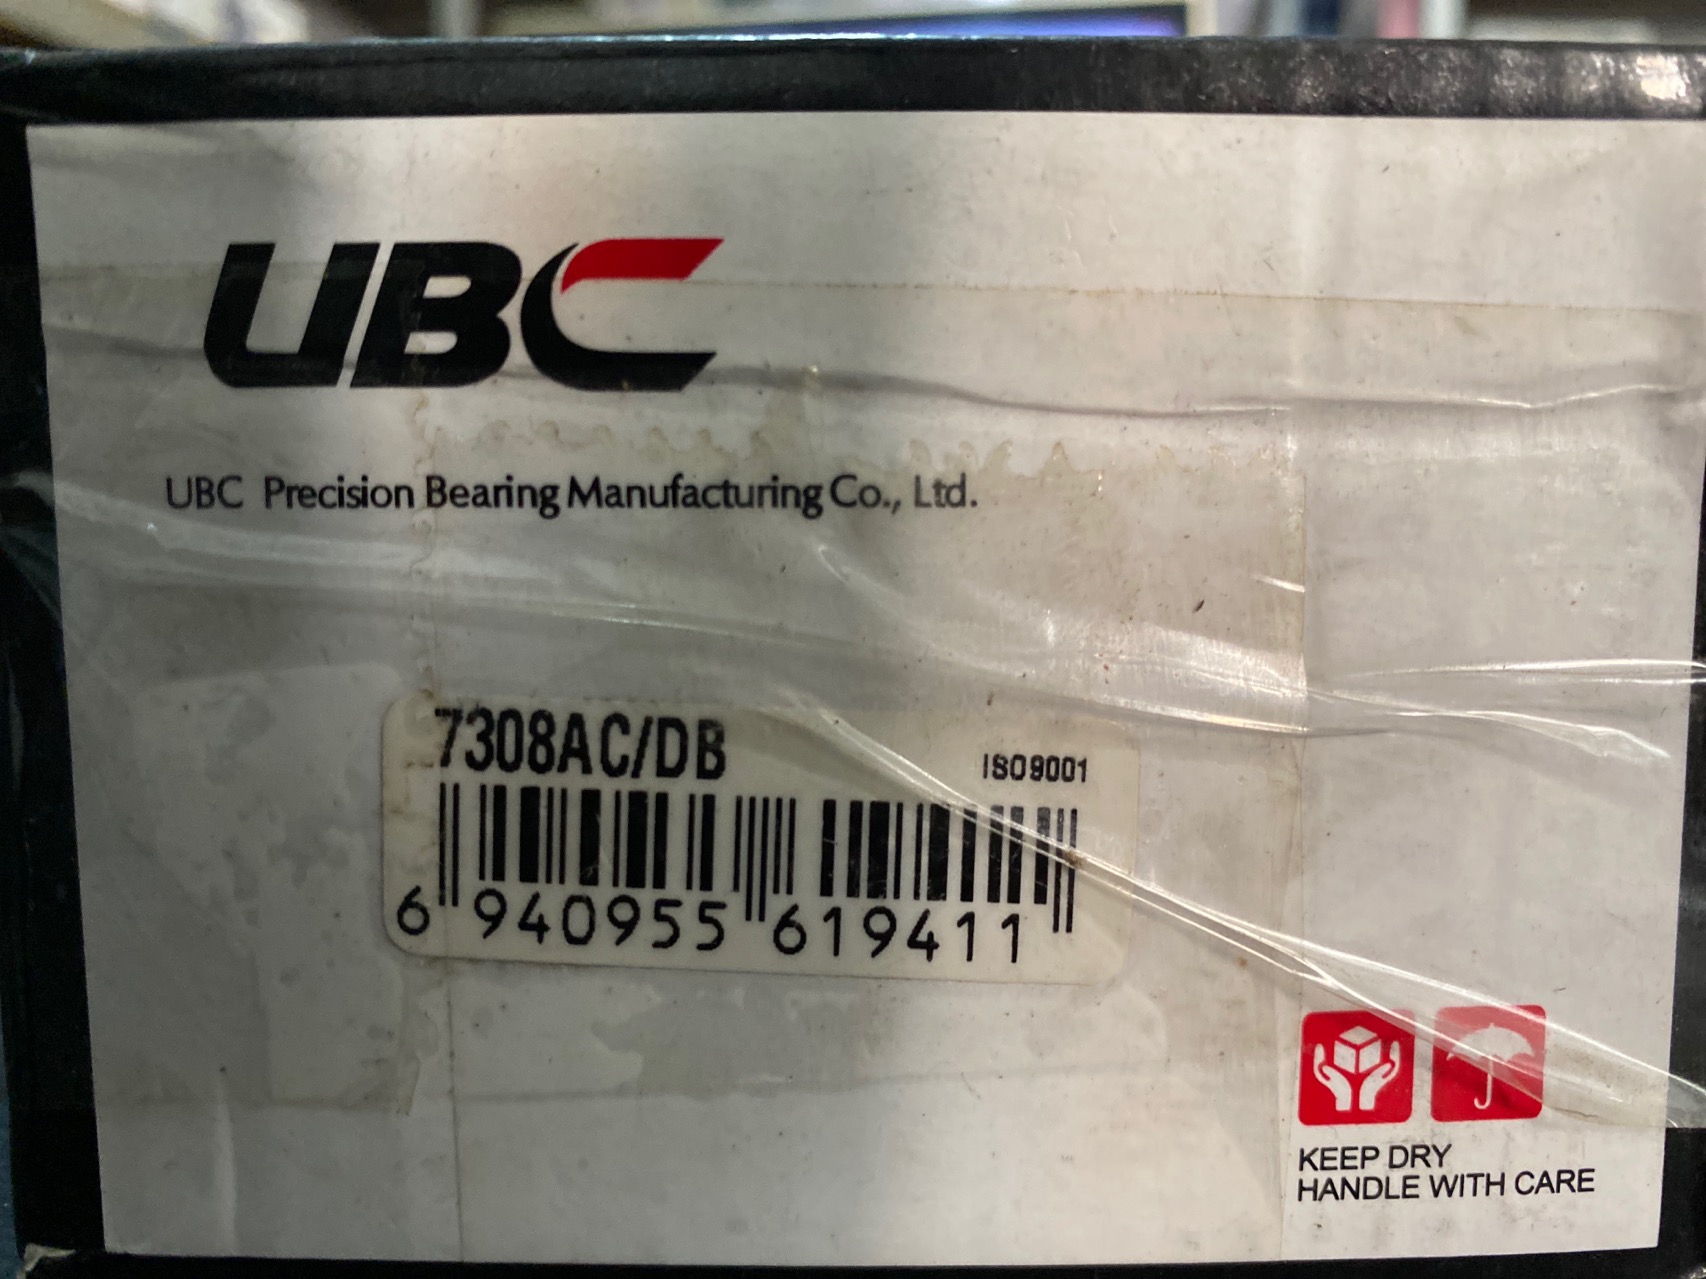 UBC
UBC Precision Bearing Manufacturing Co., Ltd.
7308AC/DB
ISO9001
6 940955 619411
KEEP DRY
HANDLE WITH CARE